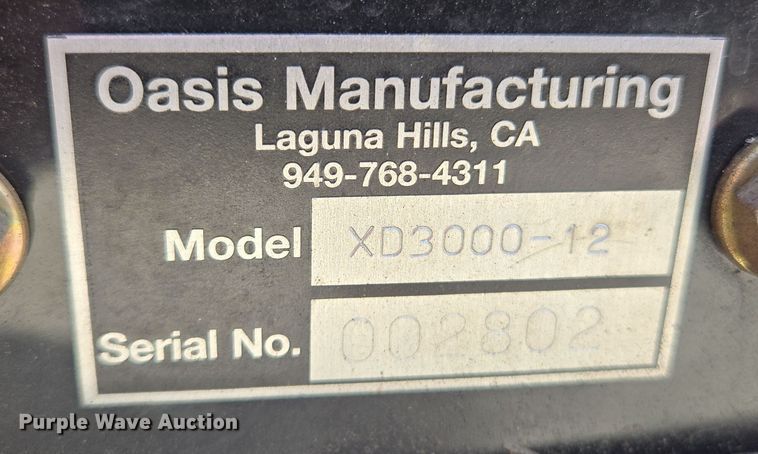 Oasis Manufacturing
Laguna Hills, CA
949-768-4311
Model XD3000-12
Serial No. 002802
Purple Wave Auction